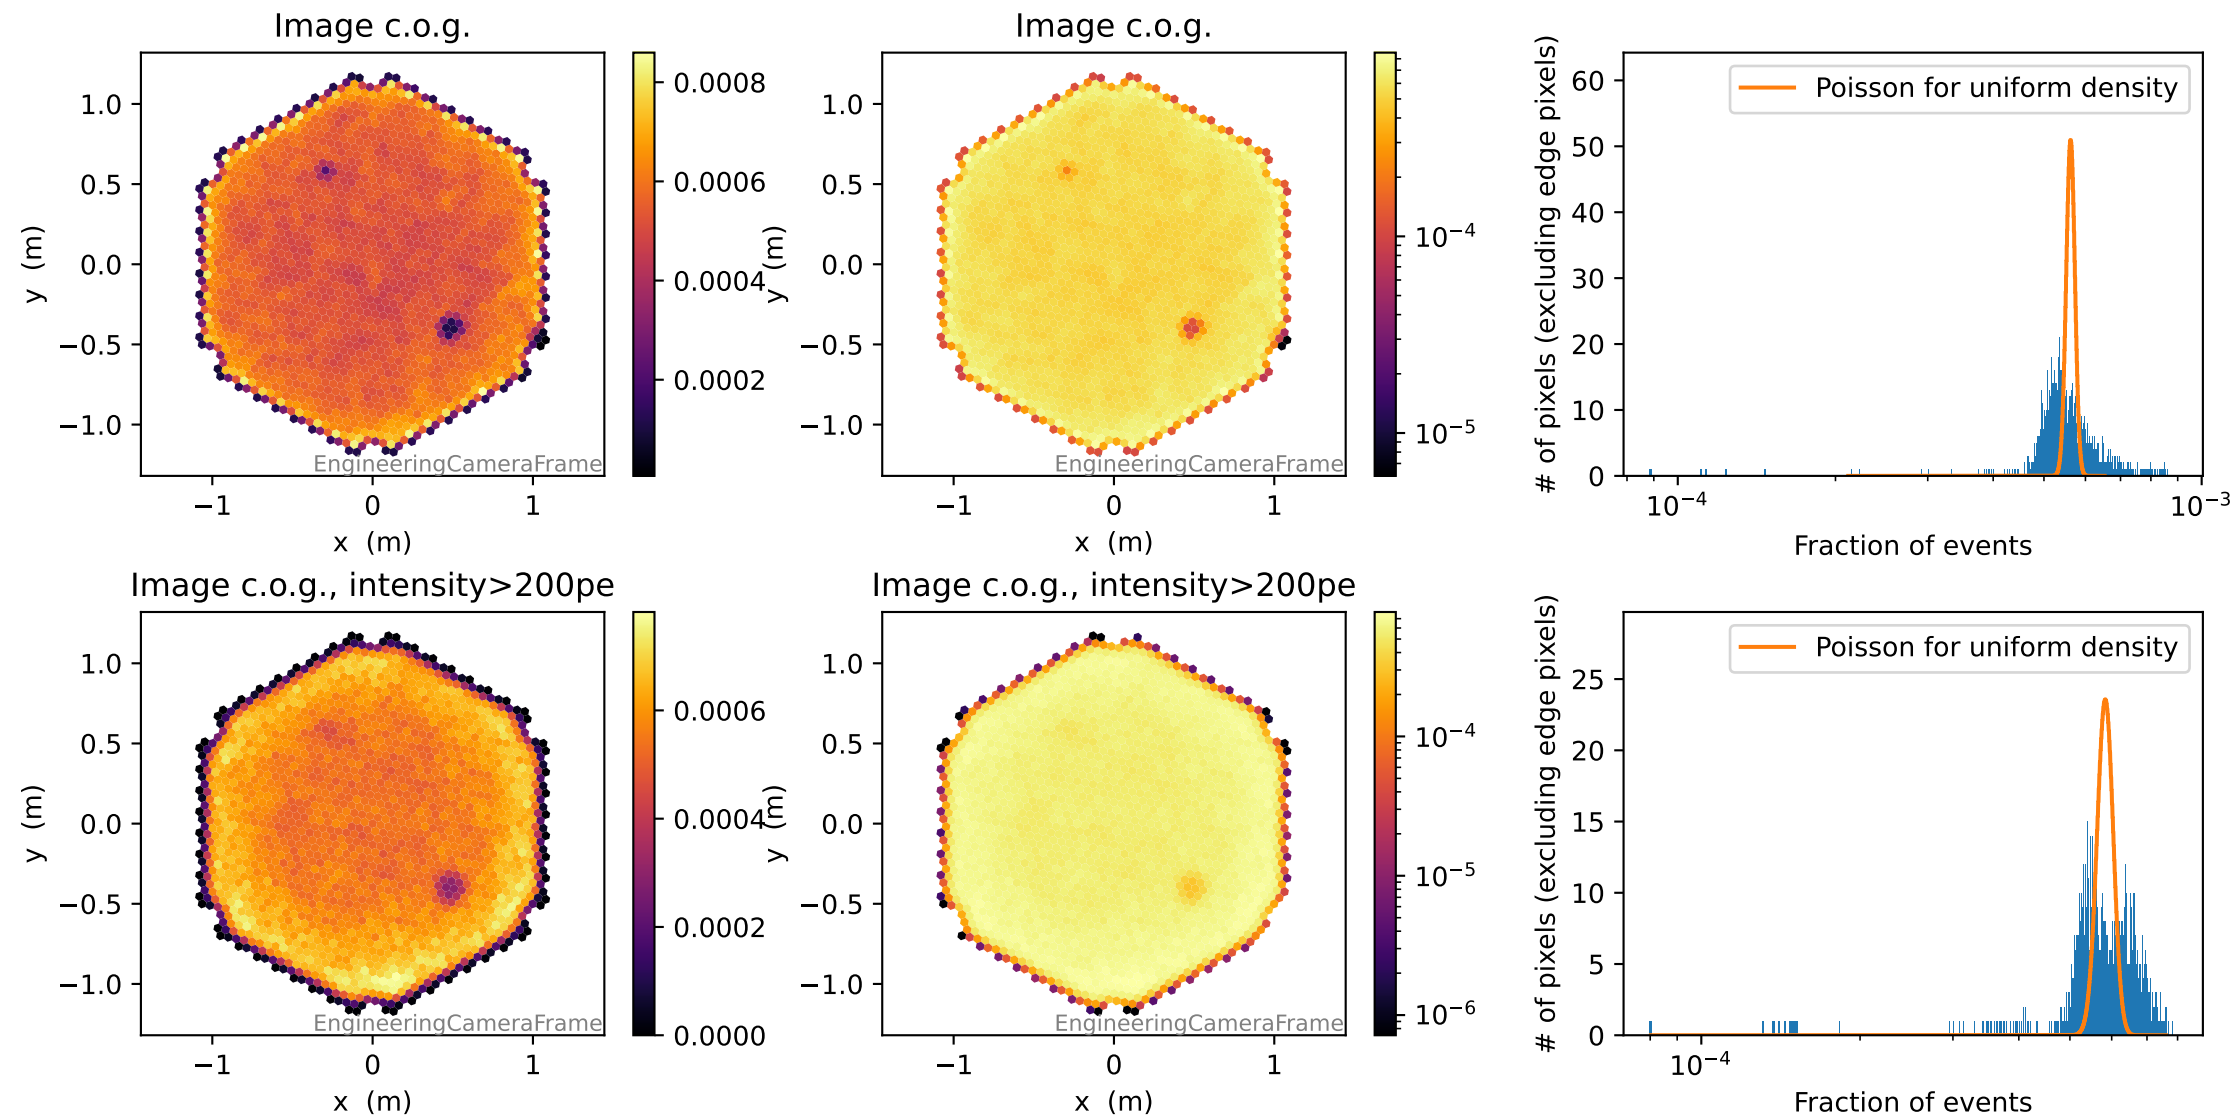 Image c.o.g.
1.0
0.5
0.0
−0.5
−1.0
y (m)
−1
0
1
x (m)
EngineeringCameraFrame
0.0008
0.0006
0.0004
0.0002
Image c.o.g.
1.0
0.5
0.0
−0.5
−1.0
y (m)
−1
0
1
x (m)
EngineeringCameraFrame
10⁻⁴
10⁻⁵
# of pixels (excluding edge pixels)
60
50
40
30
20
10
0
Poisson for uniform density
10⁻⁴
10⁻³
Fraction of events
Image c.o.g., intensity>200pe
1.0
0.5
0.0
−0.5
−1.0
y (m)
−1
0
1
x (m)
EngineeringCameraFrame
0.0006
0.0004
0.0002
0.0000
Image c.o.g., intensity>200pe
1.0
0.5
0.0
−0.5
−1.0
y (m)
−1
0
1
x (m)
EngineeringCameraFrame
10⁻⁴
10⁻⁵
10⁻⁶
# of pixels (excluding edge pixels)
25
20
15
10
5
0
Poisson for uniform density
10⁻⁴
Fraction of events